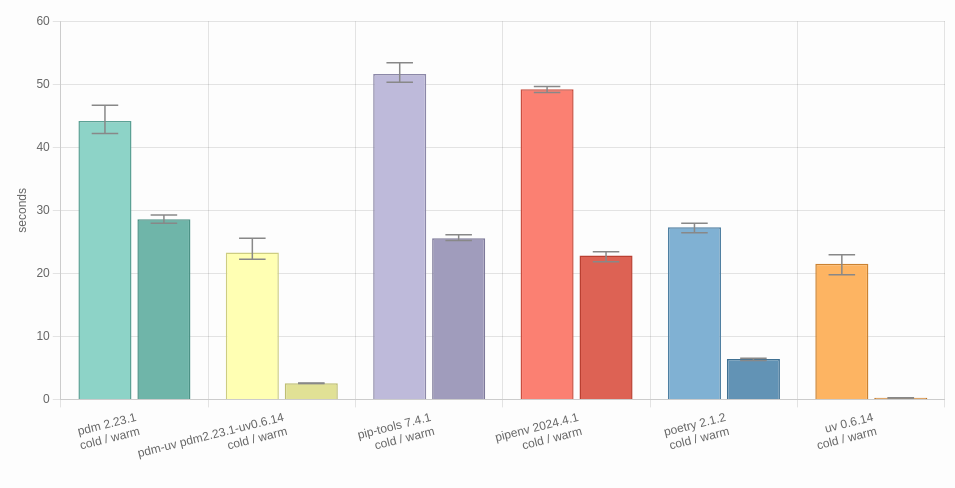 60
50
40
30
20
10
0
seconds
pdm 2.23.1
cold / warm
pdm-uv pdm2.23.1-uv0.6.14
cold / warm
pip-tools 7.4.1
cold / warm
pipenv 2024.4.1
cold / warm
poetry 2.1.2
cold / warm
uv 0.6.14
cold / warm